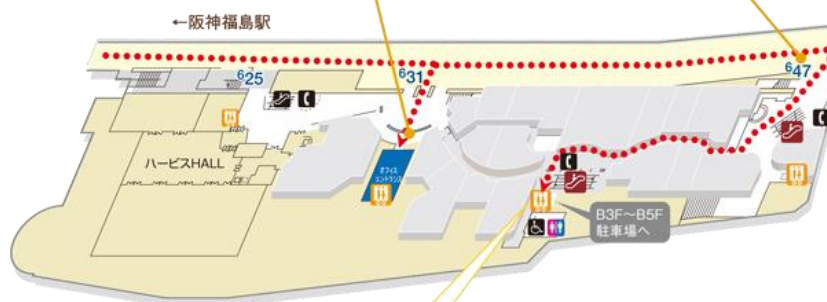 ←阪神福島駅
625
631
647
ハービスHALL
オフィス
エントランス
B3F〜B5F
駐車場へ